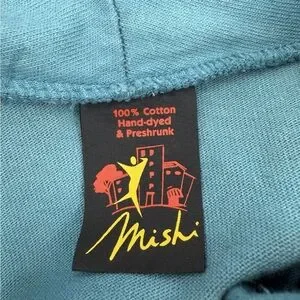 100% Cotton
Hand-dyed
& Preshrunk
Mishi